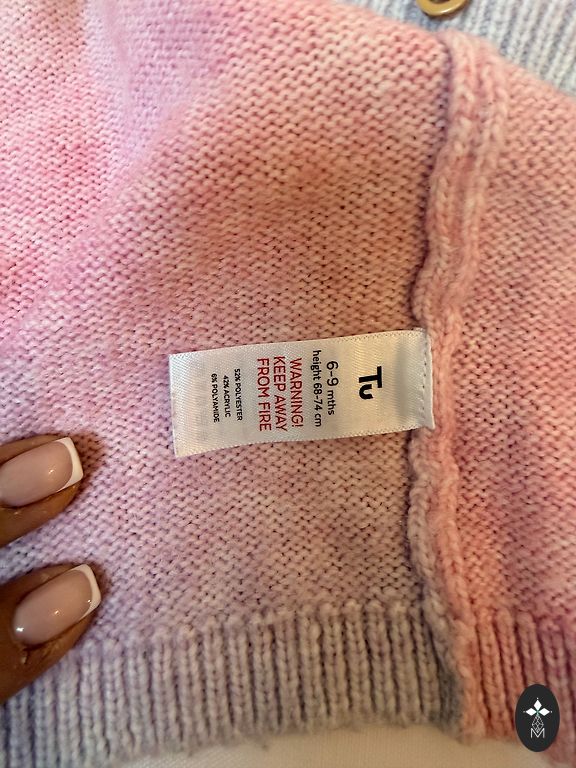 Tu
6-9 mths
height 68-74 cm
WARNING!
KEEP AWAY
FROM FIRE
52% POLYESTER
42% ACRYLIC
6% POLYAMIDE